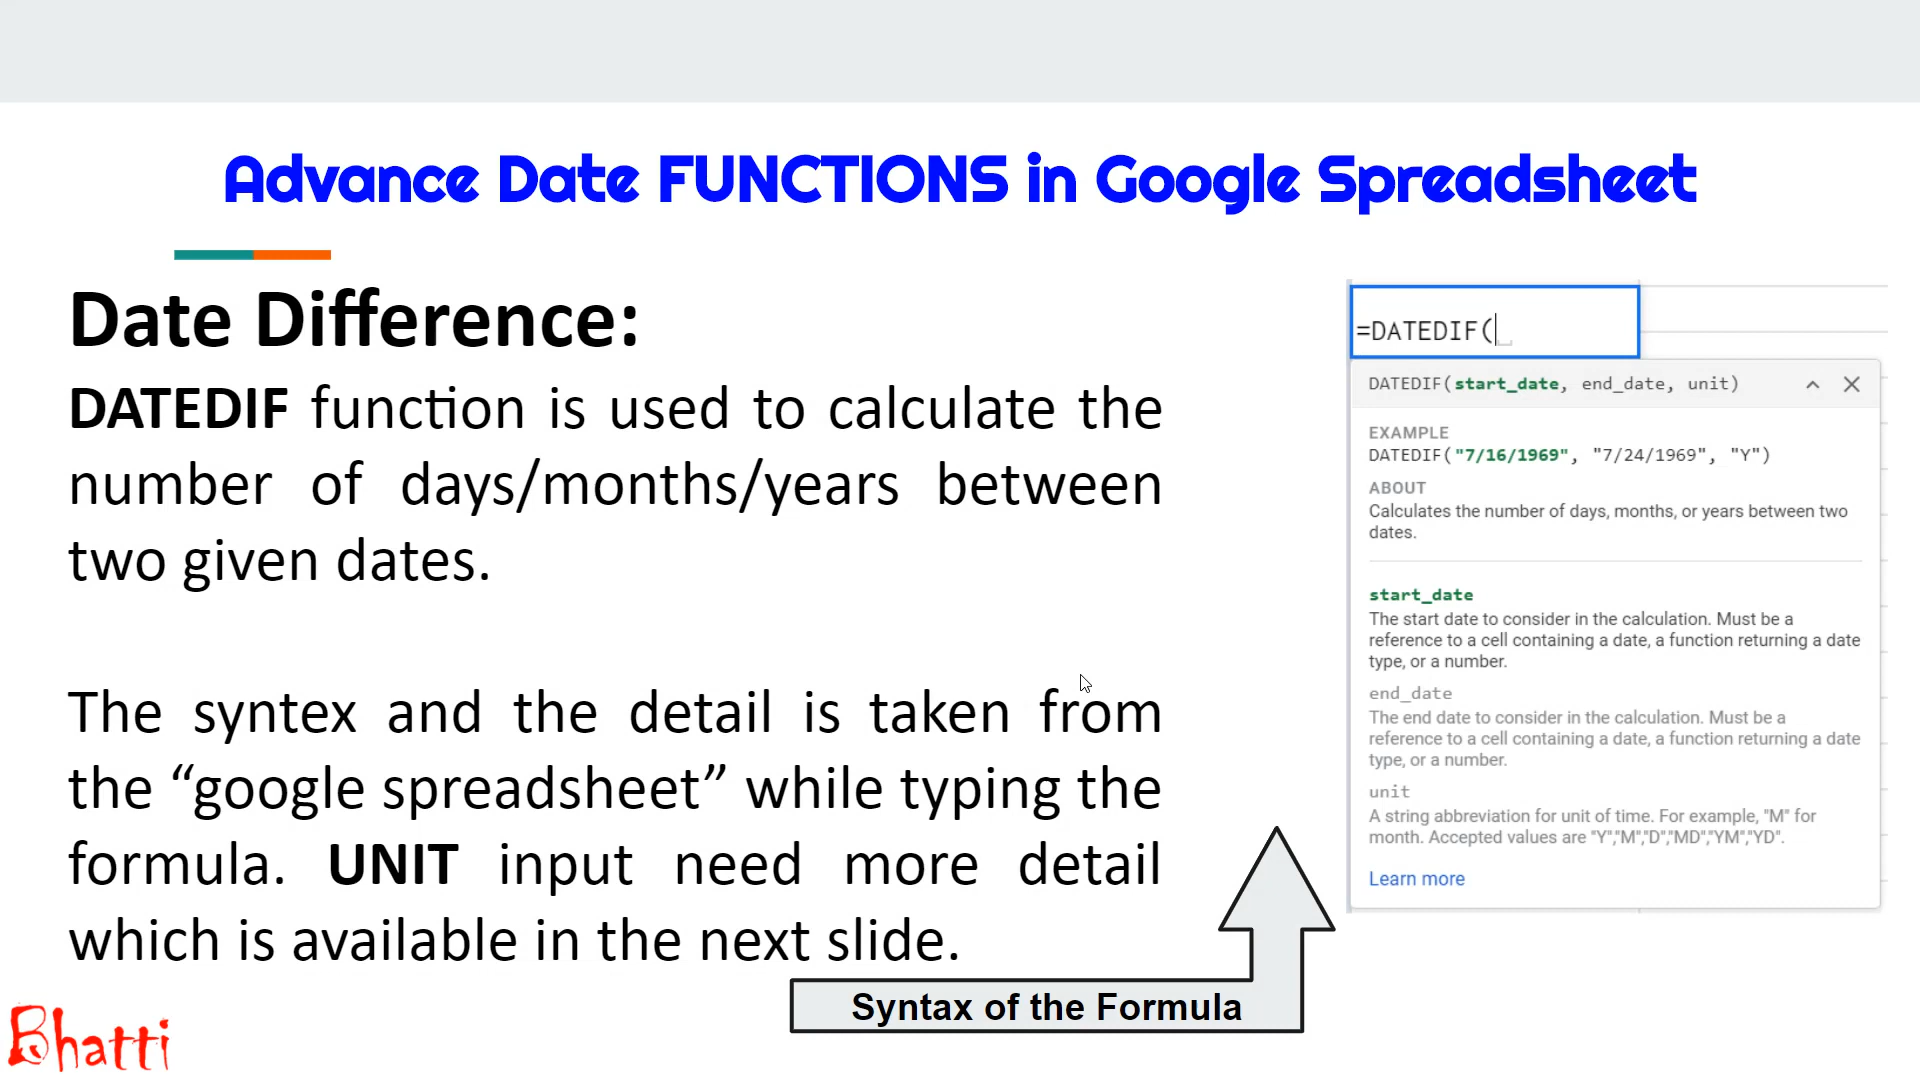 Advance Date FUNCTIONS in Google Spreadsheet
Date Difference:
DATEDIF function is used to calculate the
number of days/months/years between
two given dates.
The syntex and the detail is taken from
the “google spreadsheet” while typing the
formula. UNIT input need more detail
which is available in the next slide.
=DATEDIF(
DATEDIF(start_date, end_date, unit)
EXAMPLE
DATEDIF("7/16/1969", "7/24/1969", "Y")
ABOUT
Calculates the number of days, months, or years between two
dates.
start_date
The start date to consider in the calculation. Must be a
reference to a cell containing a date, a function returning a date
type, or a number.
end_date
The end date to consider in the calculation. Must be a
reference to a cell containing a date, a function returning a date
type, or a number.
unit
A string abbreviation for unit of time. For example, "M" for
month. Accepted values are "Y","M","D","MD","YM","YD".
Learn more
Syntax of the Formula
Bhatti